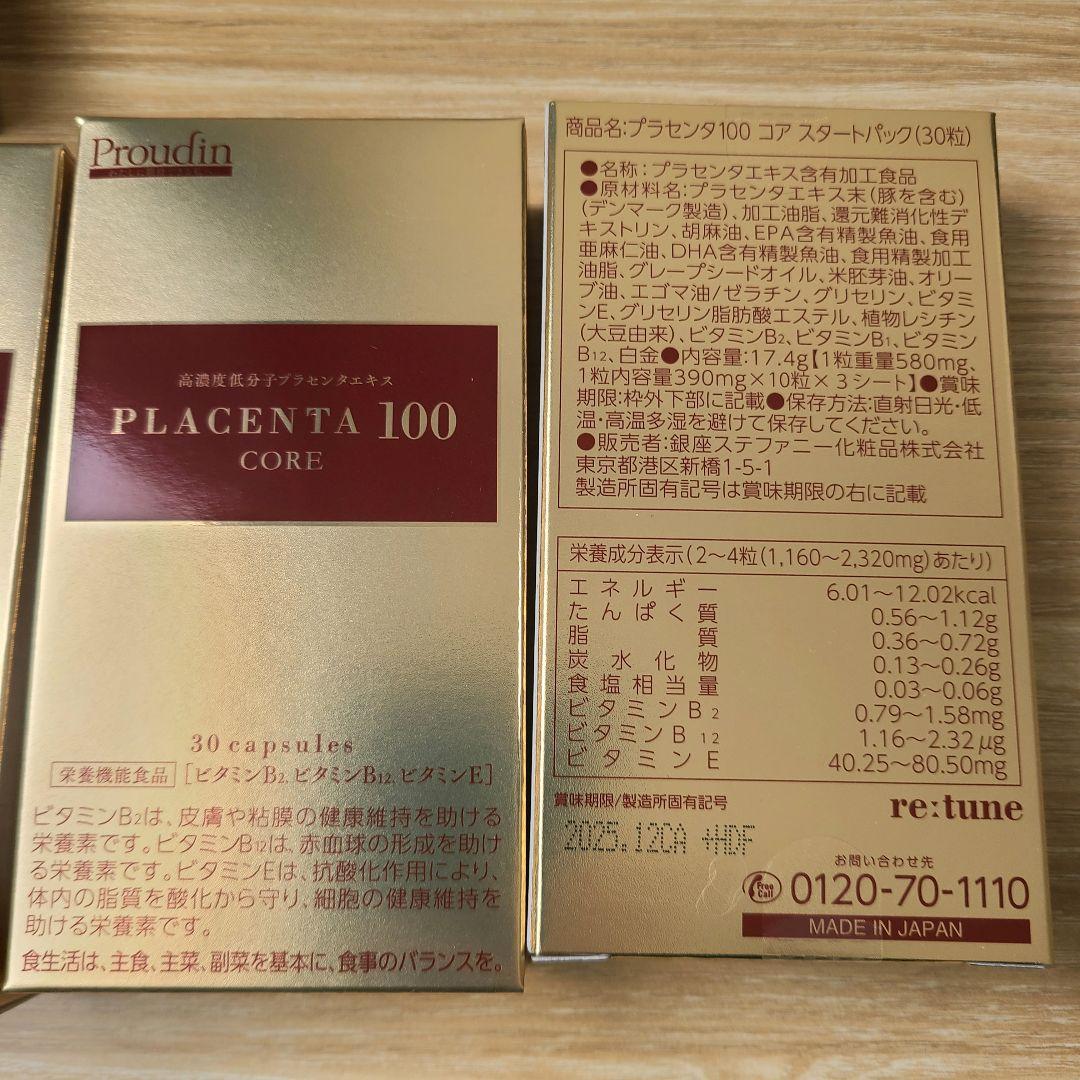 Proudin
高濃度低分子プラセンタエキス
PLACENTA 100
CORE
30 capsules
栄養機能食品 [ビタミンB2、ビタミンB12、ビタミンE]
ビタミンB2は、皮膚や粘膜の健康維持を助ける
栄養素です。ビタミンB12は、赤血球の形成を助け
る栄養素です。ビタミンEは、抗酸化作用により、
体内の脂質を酸化から守り、細胞の健康維持を
助ける栄養素です。
食生活は、主食、主菜、副菜を基本に、食事のバランスを。
商品名:プラセンタ100 コア スタートパック(30粒)
●名称:プラセンタエキス含有加工食品
●原材料名:プラセンタエキス末(豚を含む)
(デンマーク製造)、加工油脂、還元難消化性デ
キストリン、胡麻油、EPA含有精製魚油、食用
亜麻仁油、DHA含有精製魚油、食用精製加工
油脂、グレープシードオイル、米胚芽油、オリー
ブ油、エゴマ油/ゼラチン、グリセリン、ビタミ
ンE、グリセリン脂肪酸エステル、植物レシチン
(大豆由来)、ビタミンB2、ビタミンB1、ビタミン
B12、白金●内容量:17.4g【1粒重量580mg、
1粒内容量390mg×10粒×3シート】●賞味
期限:枠外下部に記載●保存方法:直射日光・低
温・高温多湿を避けて保存してください。
●販売者:銀座ステファニー化粧品株式会社
東京都港区新橋1-5-1
製造所固有記号は賞味期限の右に記載
栄養成分表示(2〜4粒(1,160〜2,320mg)あたり)
エネルギー 6.01〜12.02kcal
たんぱく質 0.56〜1.12g
脂質 0.36〜0.72g
炭水化物 0.13〜0.26g
食塩相当量 0.03〜0.06g
ビタミンB2 0.79〜1.58mg
ビタミンB12 1.16〜2.32μg
ビタミンE 40.25〜80.50mg
賞味期限/製造所固有記号
re:tune
2025.12CA +HDF
お問い合わせ先
Free Call 0120-70-1110
MADE IN JAPAN